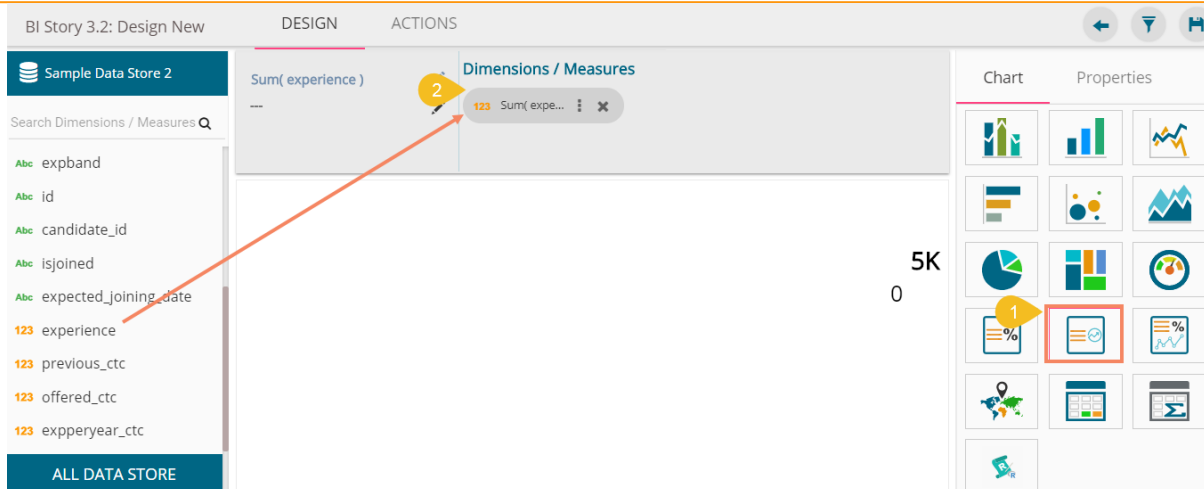 BI Story 3.2: Design New
DESIGN
ACTIONS
Sample Data Store 2
Search Dimensions / Measures
Abc expband
Abc id
Abc candidate_id
Abc isjoined
Abc expected_joining_date
123 experience
123 previous_ctc
123 offered_ctc
123 expperyear_ctc
ALL DATA STORE
Sum( experience )
---
2
Dimensions / Measures
123 Sum( expe...
5K
0
Chart
Properties
1
%
%
R
R